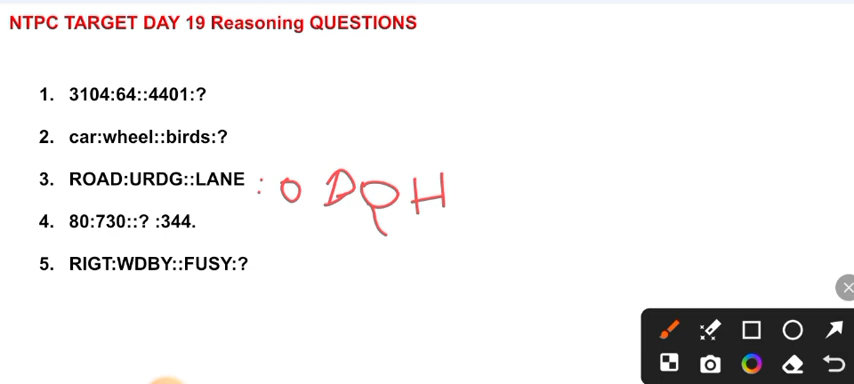 NTPC TARGET DAY 19 Reasoning QUESTIONS
1. 3104:64::4401:?
2. car:wheel::birds:?
3. ROAD:URDG::LANE : O D P H
4. 80:730::? :344.
5. RIGT:WDBY::FUSY:?